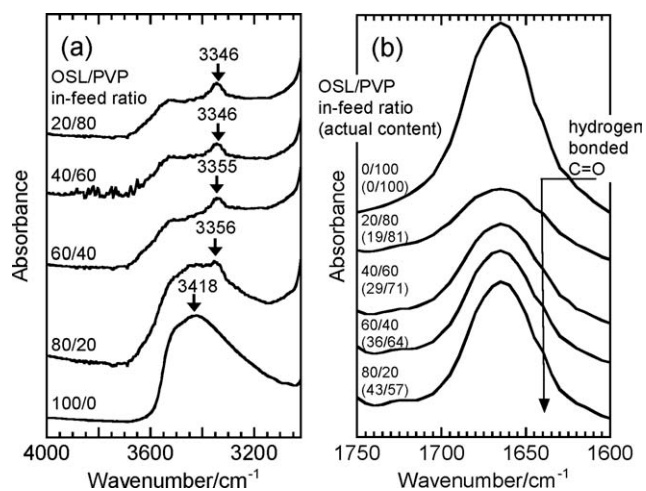 (a)
3346
OSL/PVP
in-feed ratio
20/80
3346
40/60
3355
60/40
3356
80/20
3418
100/0
Absorbance
4000
3600
3200
Wavenumber/cm-1
(b)
OSL/PVP
in-feed ratio
(actual content)
hydrogen
bonded
C=O
0/100
(0/100)
20/80
(19/81)
40/60
(29/71)
60/40
(36/64)
80/20
(43/57)
Absorbance
1750
1700
1650
1600
Wavenumber/cm-1